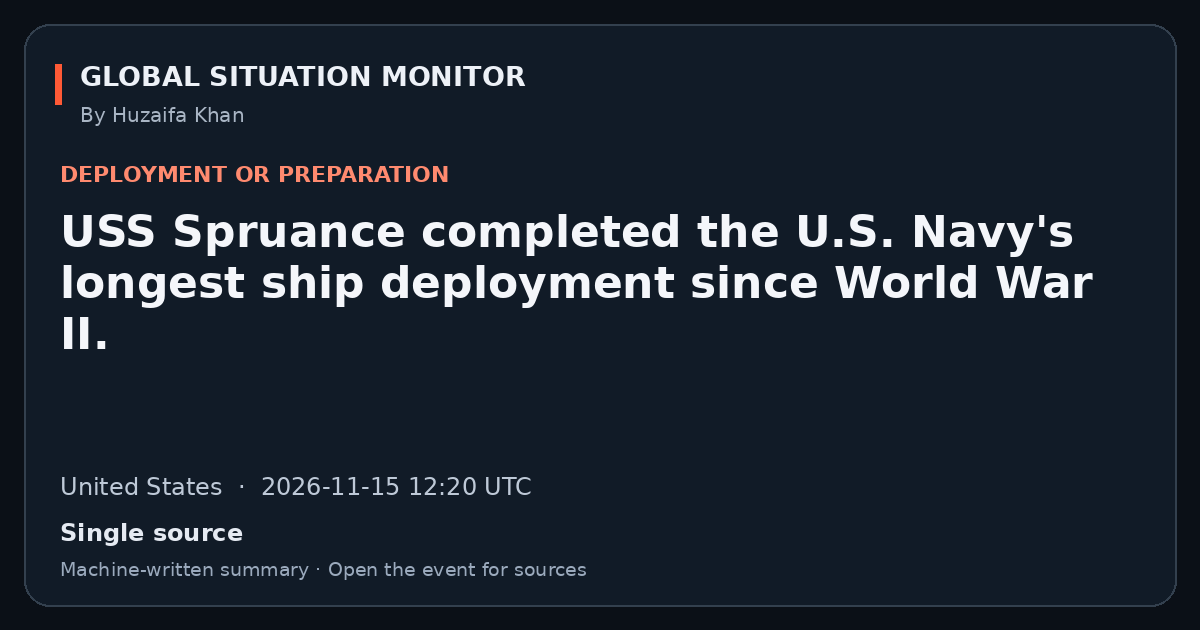 GLOBAL SITUATION MONITOR
By Huzaifa Khan
DEPLOYMENT OR PREPARATION
USS Spruance completed the U.S. Navy's
longest ship deployment since World War
II.
United States · 2026-11-15 12:20 UTC
Single source
Machine-written summary · Open the event for sources